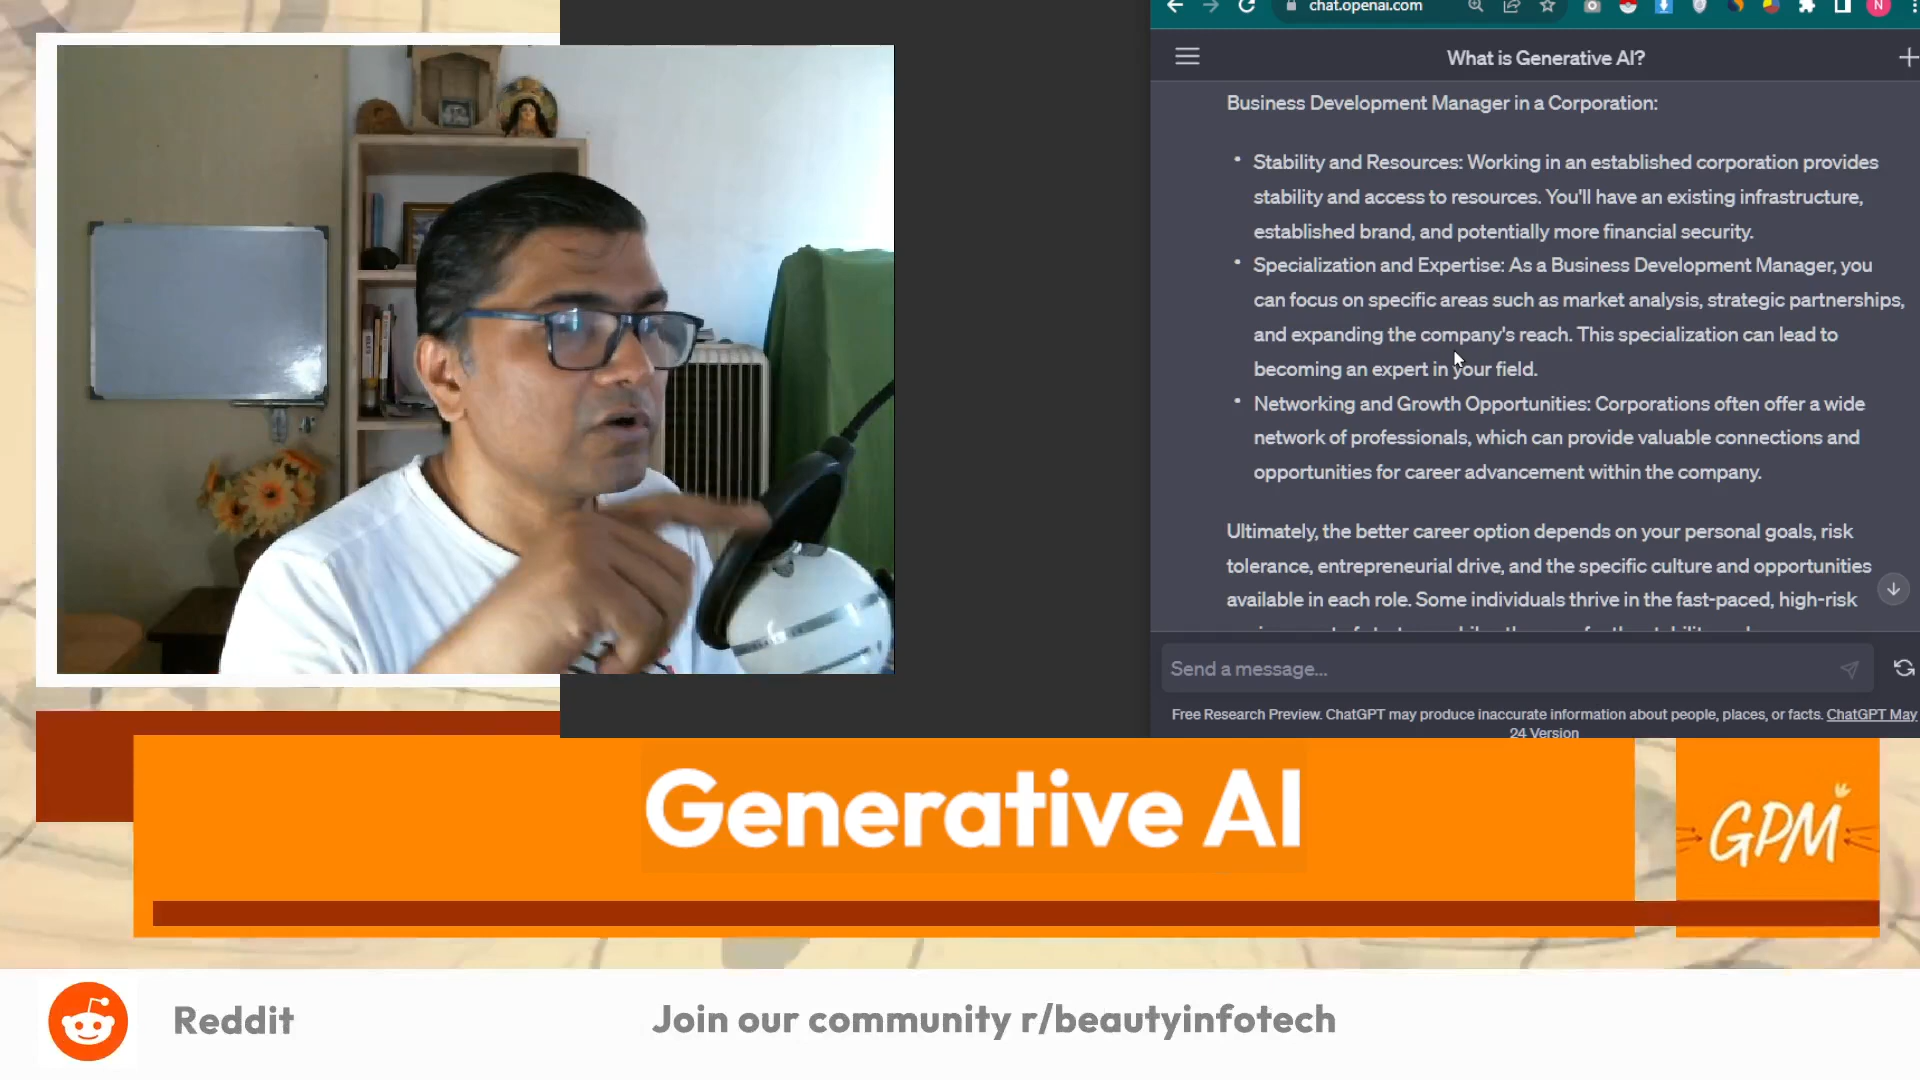 chat.openai.com
N
What is Generative AI?
Business Development Manager in a Corporation:
• Stability and Resources: Working in an established corporation provides
stability and access to resources. You'll have an existing infrastructure,
established brand, and potentially more financial security.
• Specialization and Expertise: As a Business Development Manager, you
can focus on specific areas such as market analysis, strategic partnerships,
and expanding the company's reach. This specialization can lead to
becoming an expert in your field.
• Networking and Growth Opportunities: Corporations often offer a wide
network of professionals, which can provide valuable connections and
opportunities for career advancement within the company.
Ultimately, the better career option depends on your personal goals, risk
tolerance, entrepreneurial drive, and the specific culture and opportunities
available in each role. Some individuals thrive in the fast-paced, high-risk
Send a message...
Free Research Preview. ChatGPT may produce inaccurate information about people, places, or facts. ChatGPT May
24 Version
Generative AI
GPM
Reddit
Join our community r/beautyinfotech